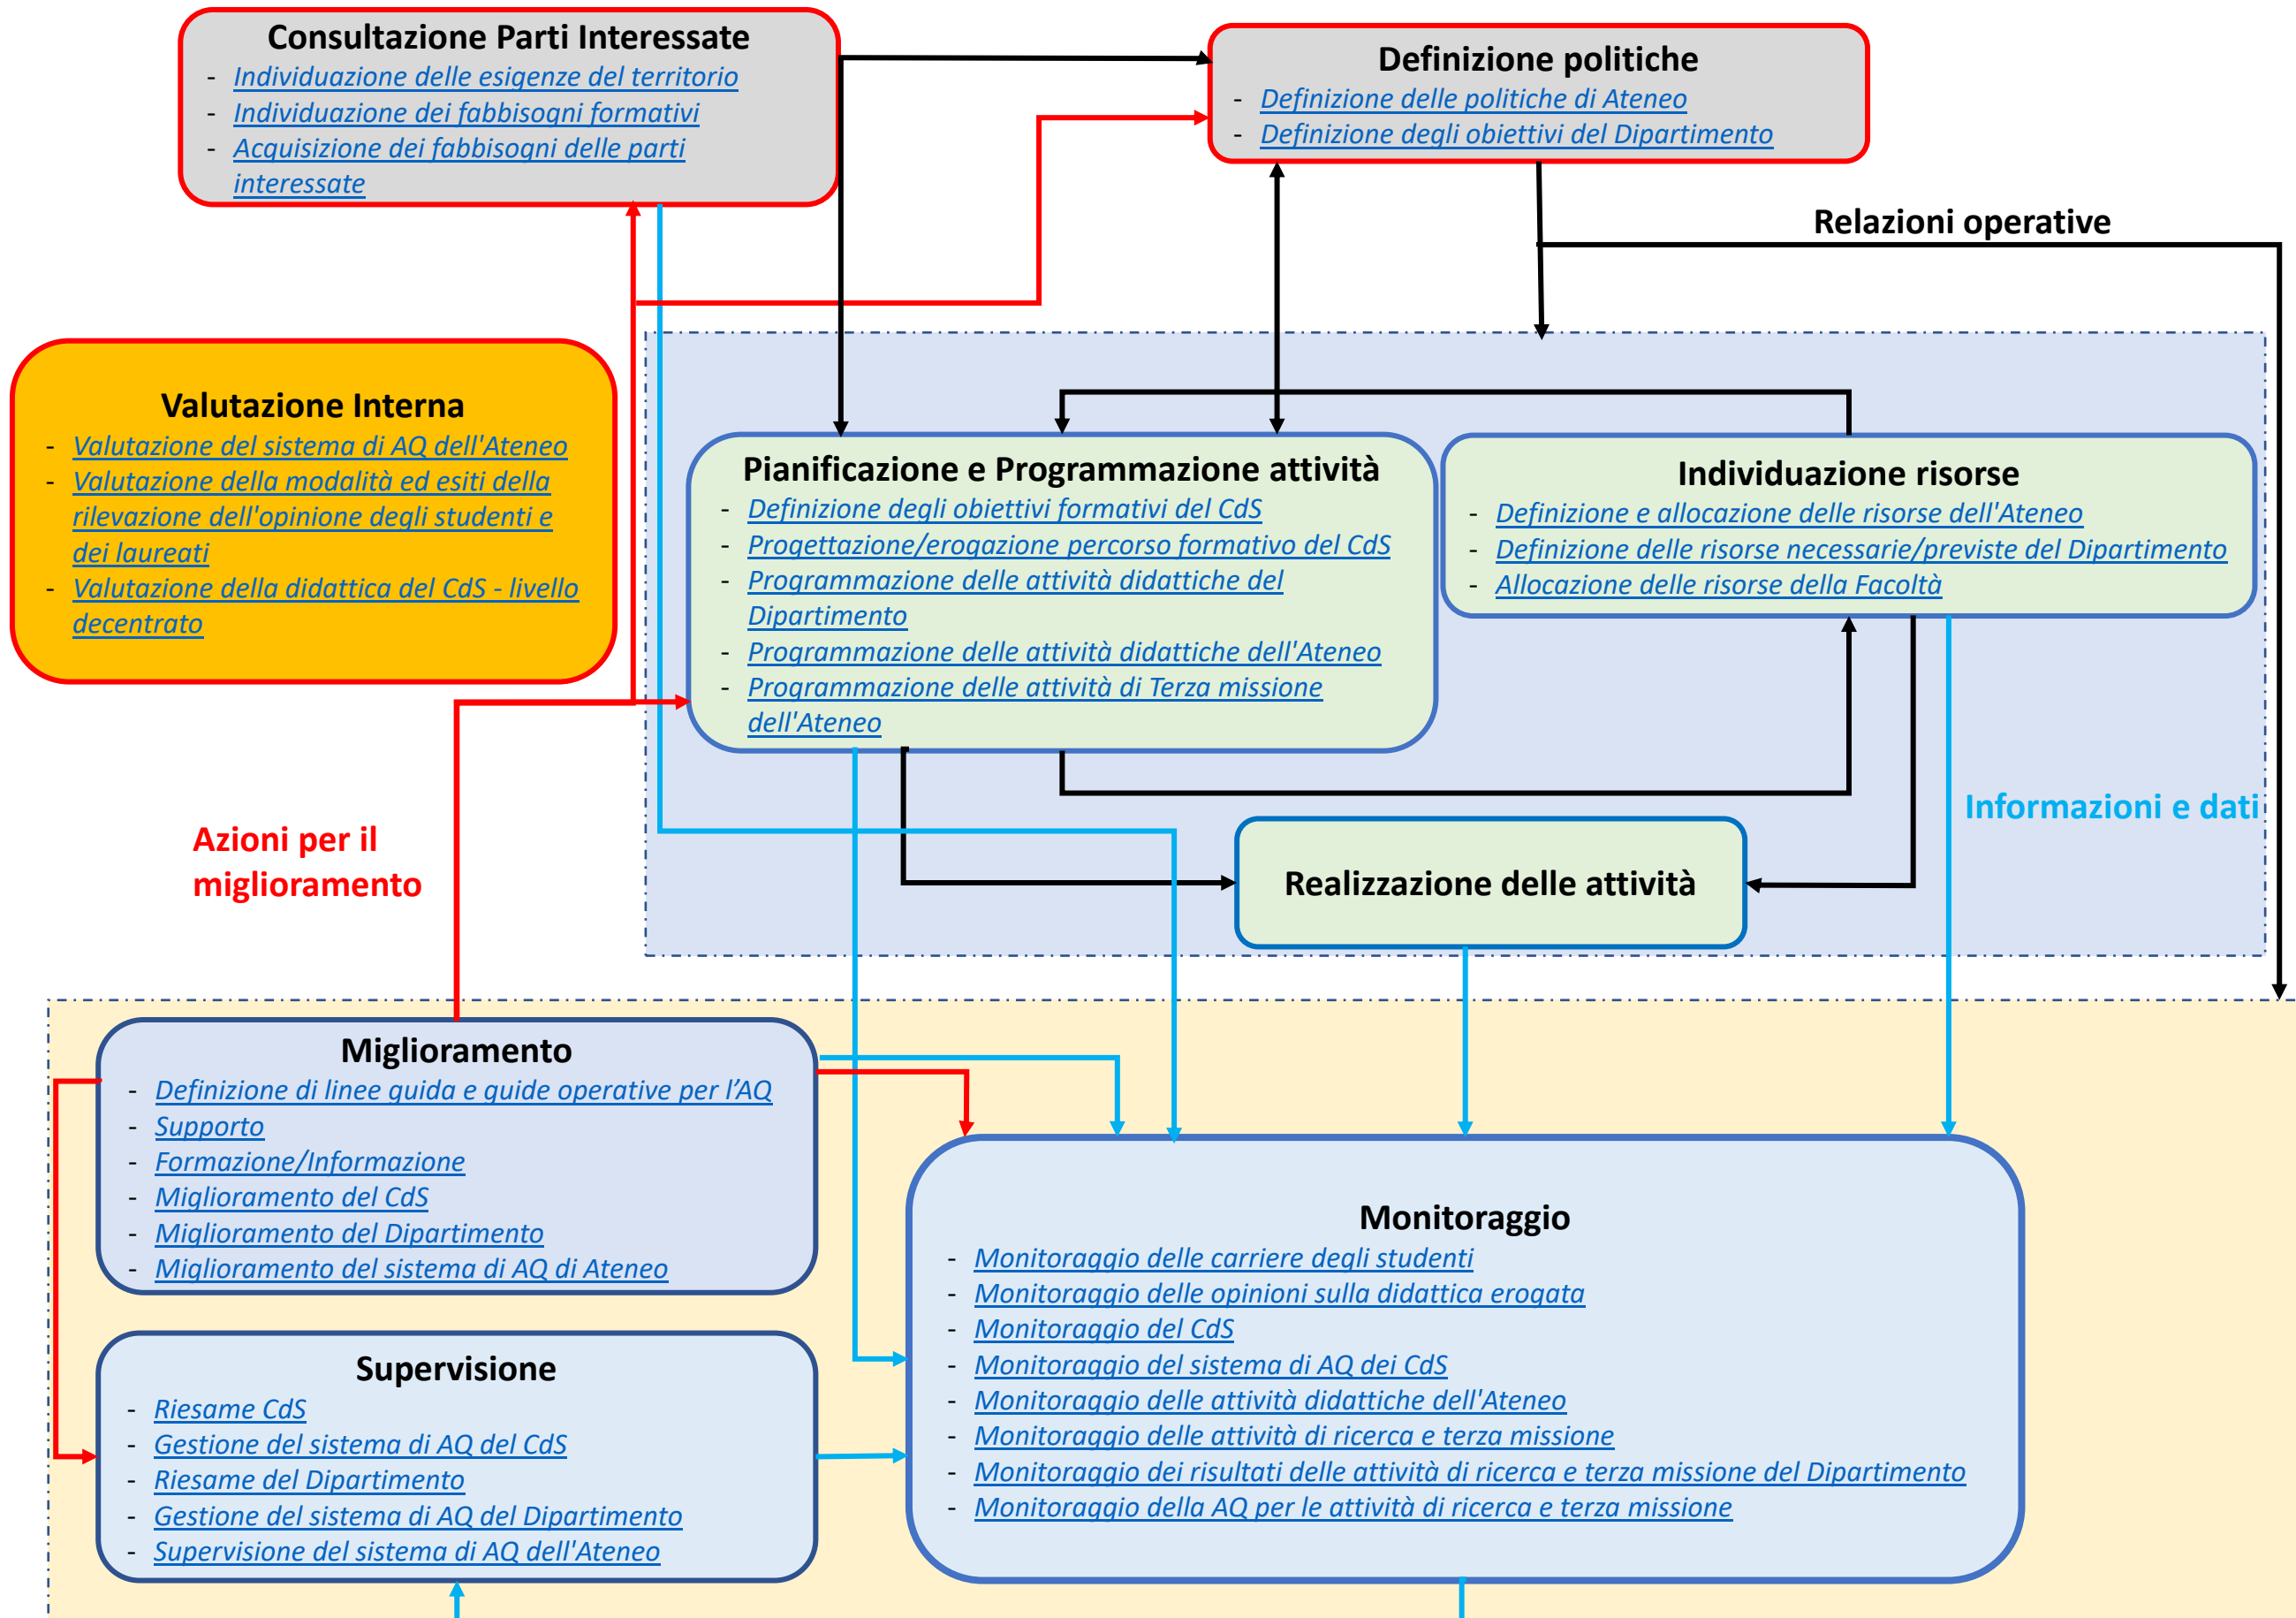 Consultazione Parti Interessate
- Individuazione delle esigenze del territorio
- Individuazione dei fabbisogni formativi
- Acquisizione dei fabbisogni delle parti
interessate
Definizione politiche
- Definizione delle politiche di Ateneo
- Definizione degli obiettivi del Dipartimento
Relazioni operative
Valutazione Interna
- Valutazione del sistema di AQ dell'Ateneo
- Valutazione della modalità ed esiti della
rilevazione dell'opinione degli studenti e
dei laureati
- Valutazione della didattica del CdS - livello
decentrato
Pianificazione e Programmazione attività
- Definizione degli obiettivi formativi del CdS
- Progettazione/erogazione percorso formativo del CdS
- Programmazione delle attività didattiche del
Dipartimento
- Programmazione delle attività didattiche dell'Ateneo
- Programmazione delle attività di Terza missione
dell'Ateneo
Individuazione risorse
- Definizione e allocazione delle risorse dell'Ateneo
- Definizione delle risorse necessarie/previste del Dipartimento
- Allocazione delle risorse della Facoltà
Informazioni e dati
Azioni per il
miglioramento
Realizzazione delle attività
Miglioramento
- Definizione di linee guida e guide operative per l’AQ
- Supporto
- Formazione/Informazione
- Miglioramento del CdS
- Miglioramento del Dipartimento
- Miglioramento del sistema di AQ di Ateneo
Supervisione
- Riesame CdS
- Gestione del sistema di AQ del CdS
- Riesame del Dipartimento
- Gestione del sistema di AQ del Dipartimento
- Supervisione del sistema di AQ dell'Ateneo
Monitoraggio
- Monitoraggio delle carriere degli studenti
- Monitoraggio delle opinioni sulla didattica erogata
- Monitoraggio del CdS
- Monitoraggio del sistema di AQ dei CdS
- Monitoraggio delle attività didattiche dell'Ateneo
- Monitoraggio delle attività di ricerca e terza missione
- Monitoraggio dei risultati delle attività di ricerca e terza missione del Dipartimento
- Monitoraggio della AQ per le attività di ricerca e terza missione